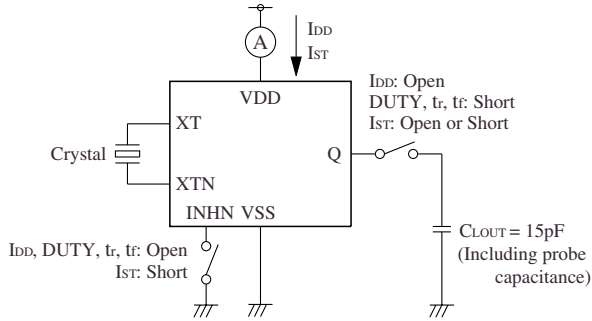 A
IDD
IST
VDD
IDD: Open
DUTY, tr, tf: Short
IST: Open or Short
XT
Q
Crystal
XTN
INHN VSS
CLOUT = 15pF
(Including probe
capacitance)
IDD, DUTY, tr, tf: Open
IST: Short